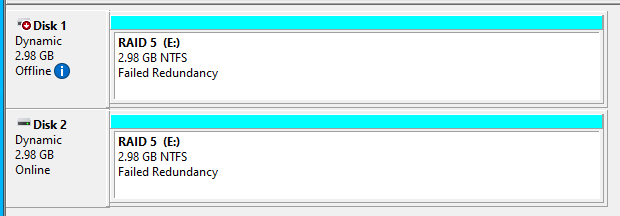 Disk 1
Dynamic
2.98 GB
Offline
RAID 5 (E:)
2.98 GB NTFS
Failed Redundancy
Disk 2
Dynamic
2.98 GB
Online
RAID 5 (E:)
2.98 GB NTFS
Failed Redundancy